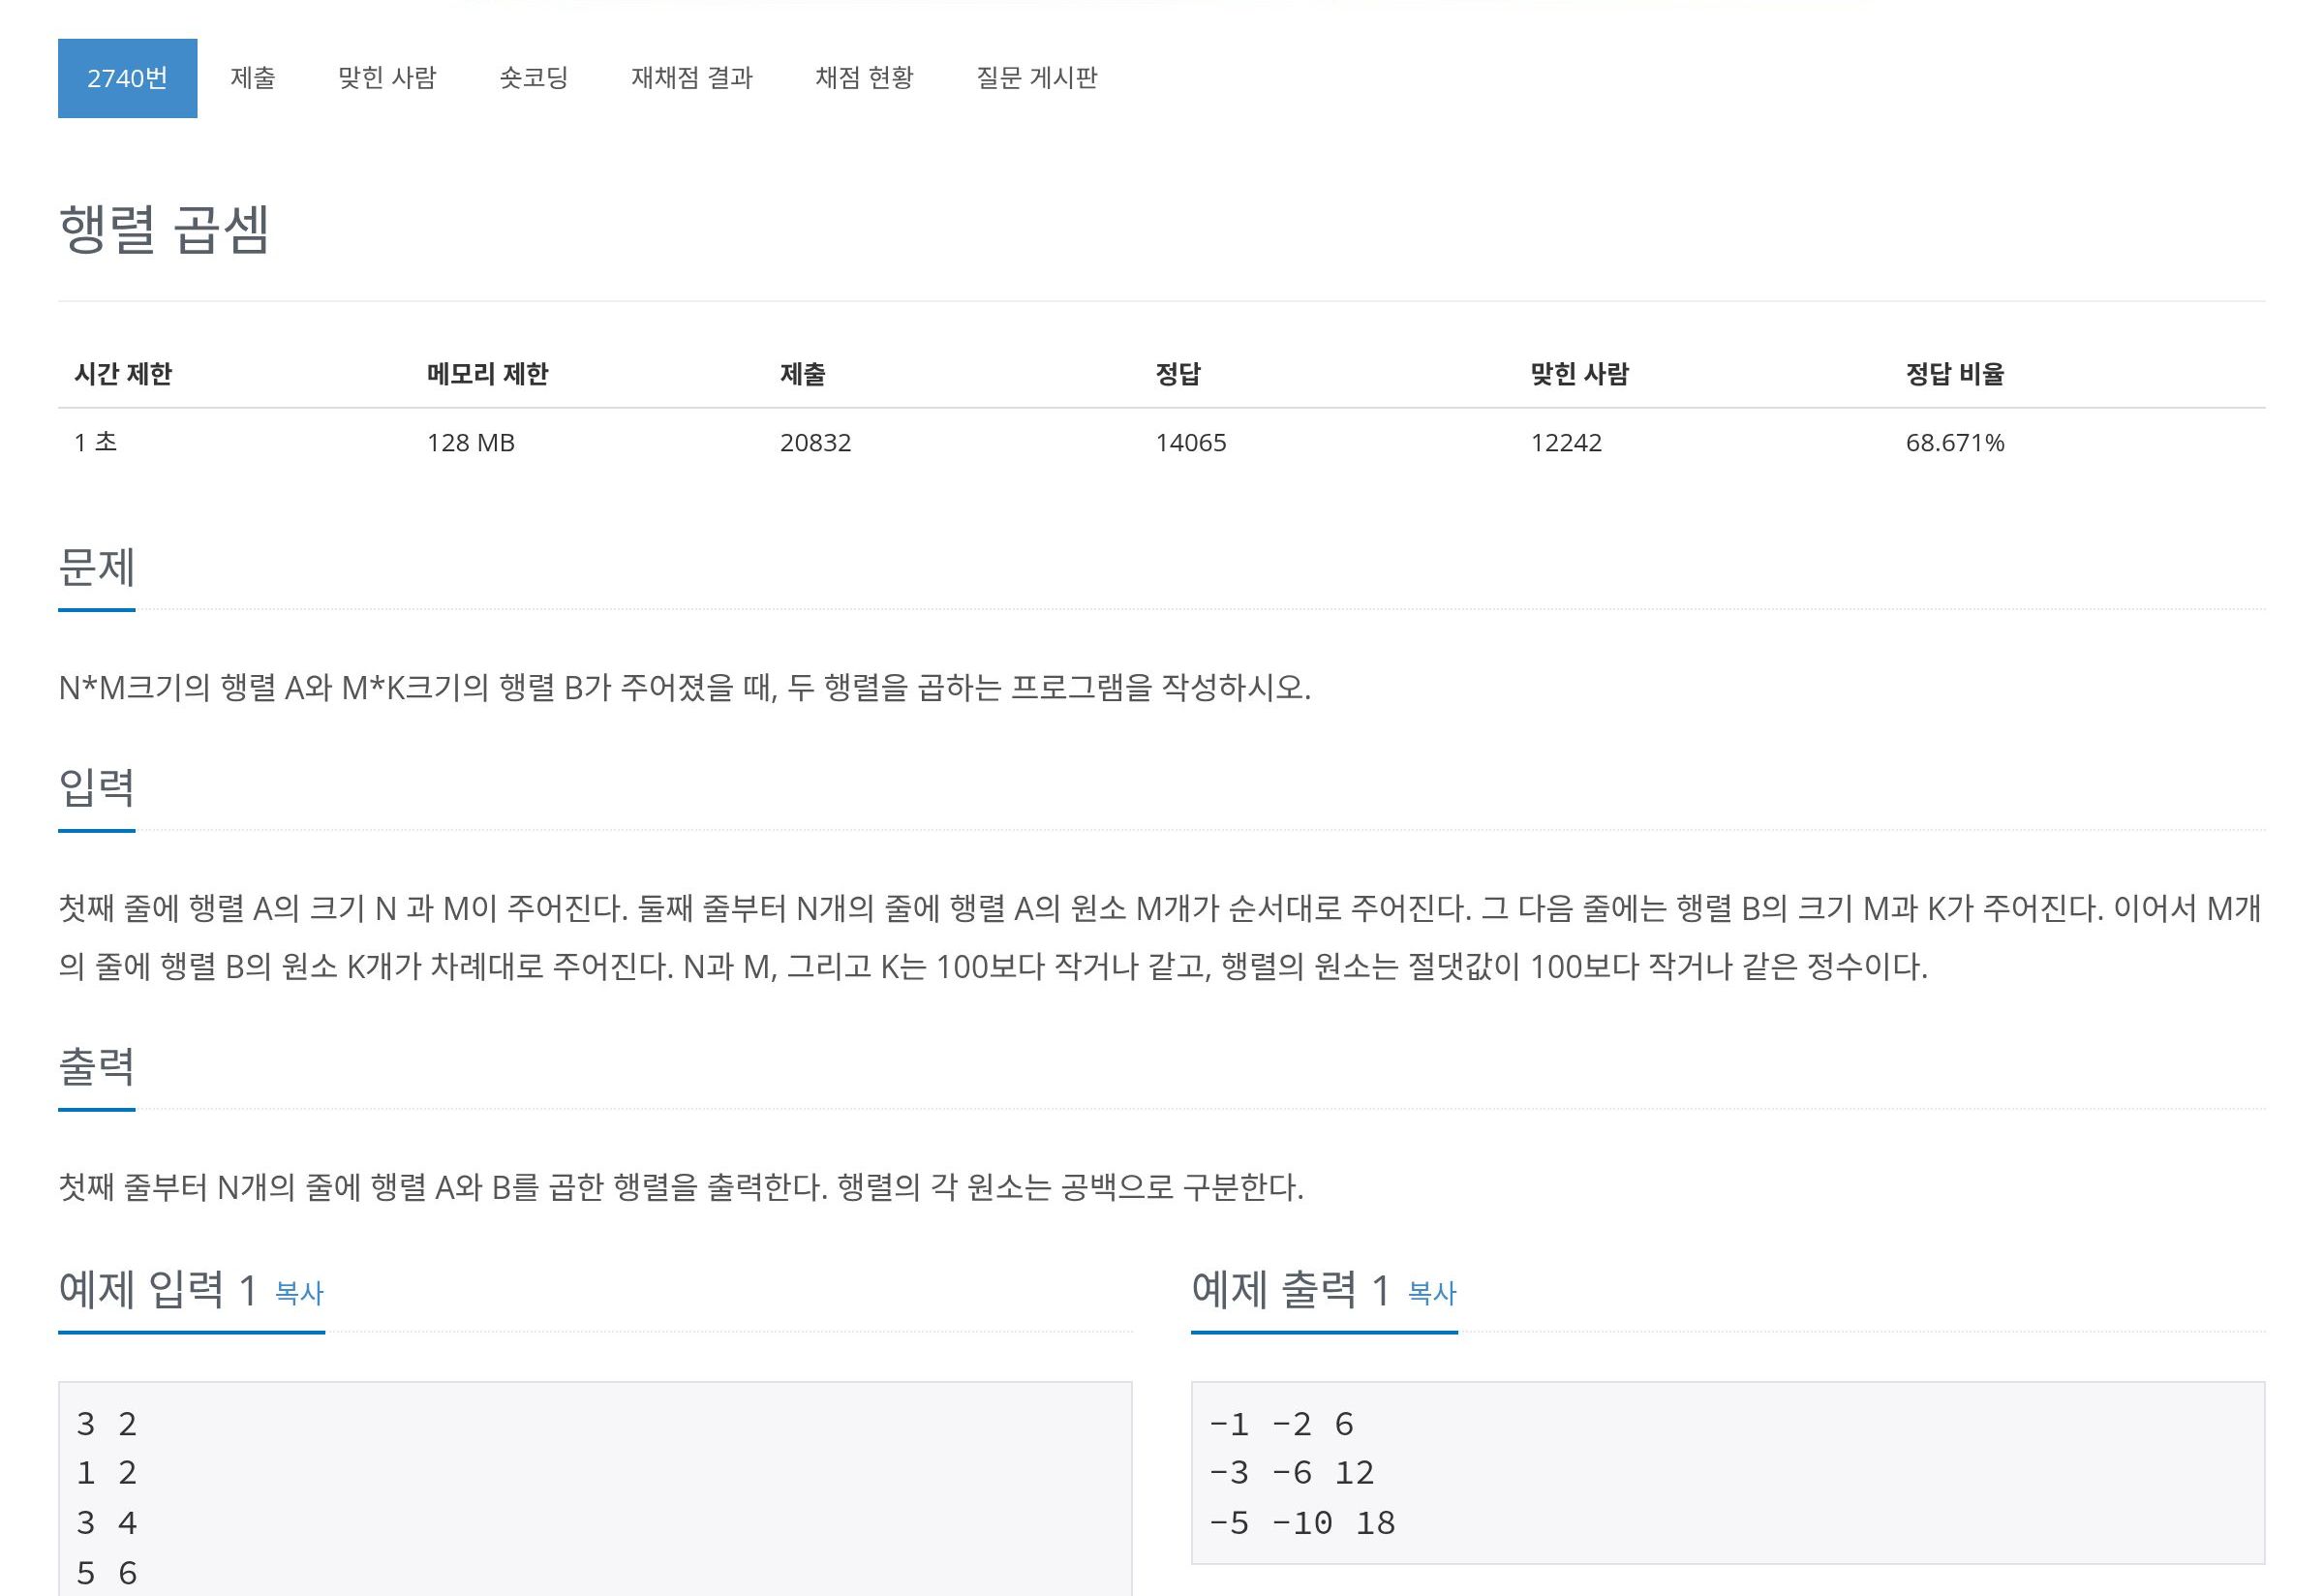 2740번 제출 맞힌 사람 숏코딩 재채점 결과 채점 현황 질문 게시판
행렬 곱셈
시간 제한 메모리 제한 제출 정답 맞힌 사람 정답 비율
1 초 128 MB 20832 14065 12242 68.671%
문제
N*M크기의 행렬 A와 M*K크기의 행렬 B가 주어졌을 때, 두 행렬을 곱하는 프로그램을 작성하시오.
입력
첫째 줄에 행렬 A의 크기 N 과 M이 주어진다. 둘째 줄부터 N개의 줄에 행렬 A의 원소 M개가 순서대로 주어진다. 그 다음 줄에는 행렬 B의 크기 M과 K가 주어진다. 이어서 M개
의 줄에 행렬 B의 원소 K개가 차례대로 주어진다. N과 M, 그리고 K는 100보다 작거나 같고, 행렬의 원소는 절댓값이 100보다 작거나 같은 정수이다.
출력
첫째 줄부터 N개의 줄에 행렬 A와 B를 곱한 행렬을 출력한다. 행렬의 각 원소는 공백으로 구분한다.
예제 입력 1 복사
3 2
1 2
3 4
5 6
예제 출력 1 복사
-1 -2 6
-3 -6 12
-5 -10 18